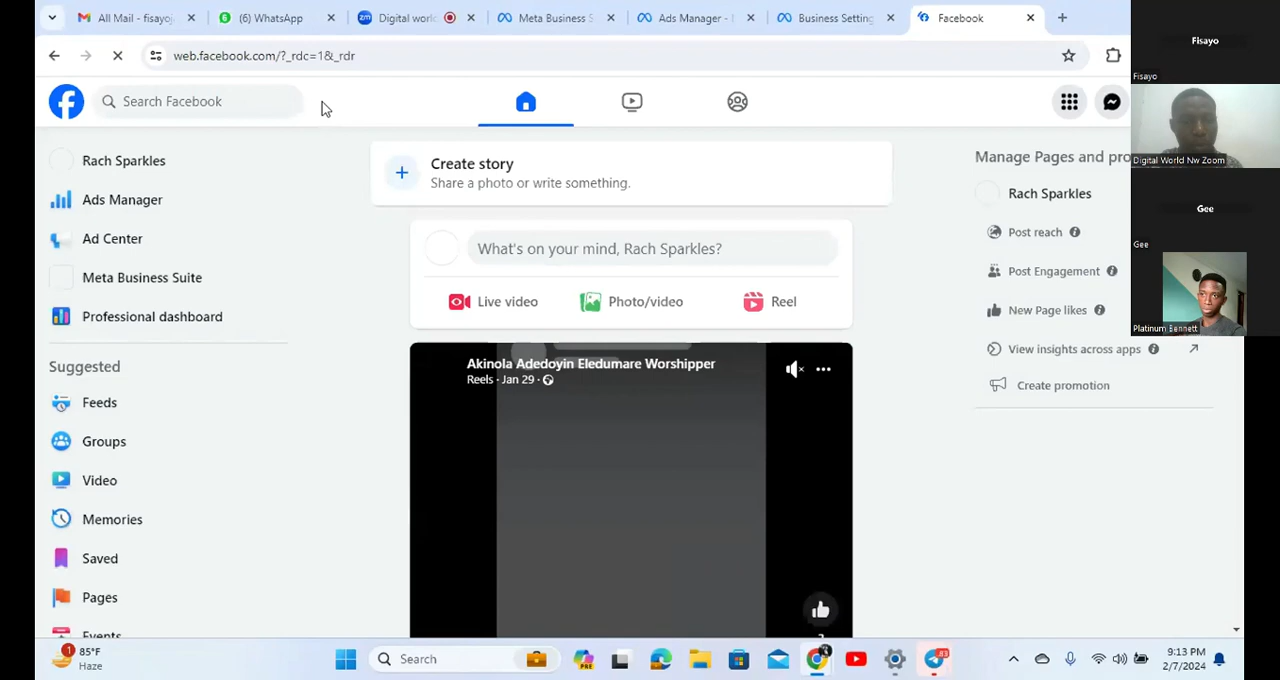 All Mail - fisayoj
(6) WhatsApp
Digital world
Meta Business S
Ads Manager -
Business Setting
Facebook
web.facebook.com/?_rdc=1&_rdr
Search Facebook
Rach Sparkles
Ads Manager
Ad Center
Meta Business Suite
Professional dashboard
Suggested
Feeds
Groups
Video
Memories
Saved
Pages
Events
Create story
Share a photo or write something.
What's on your mind, Rach Sparkles?
Live video
Photo/video
Reel
Akinola Adedoyin Eledumare Worshipper
Reels · Jan 29 ·
Manage Pages and pro
Rach Sparkles
Post reach
Post Engagement
New Page likes
View insights across apps
Create promotion
Fisayo
Fisayo
Digital World Nw Zoom
Gee
Gee
Platinum Bennett
1
85°F
Haze
Search
PRE
83
9:13 PM
2/7/2024